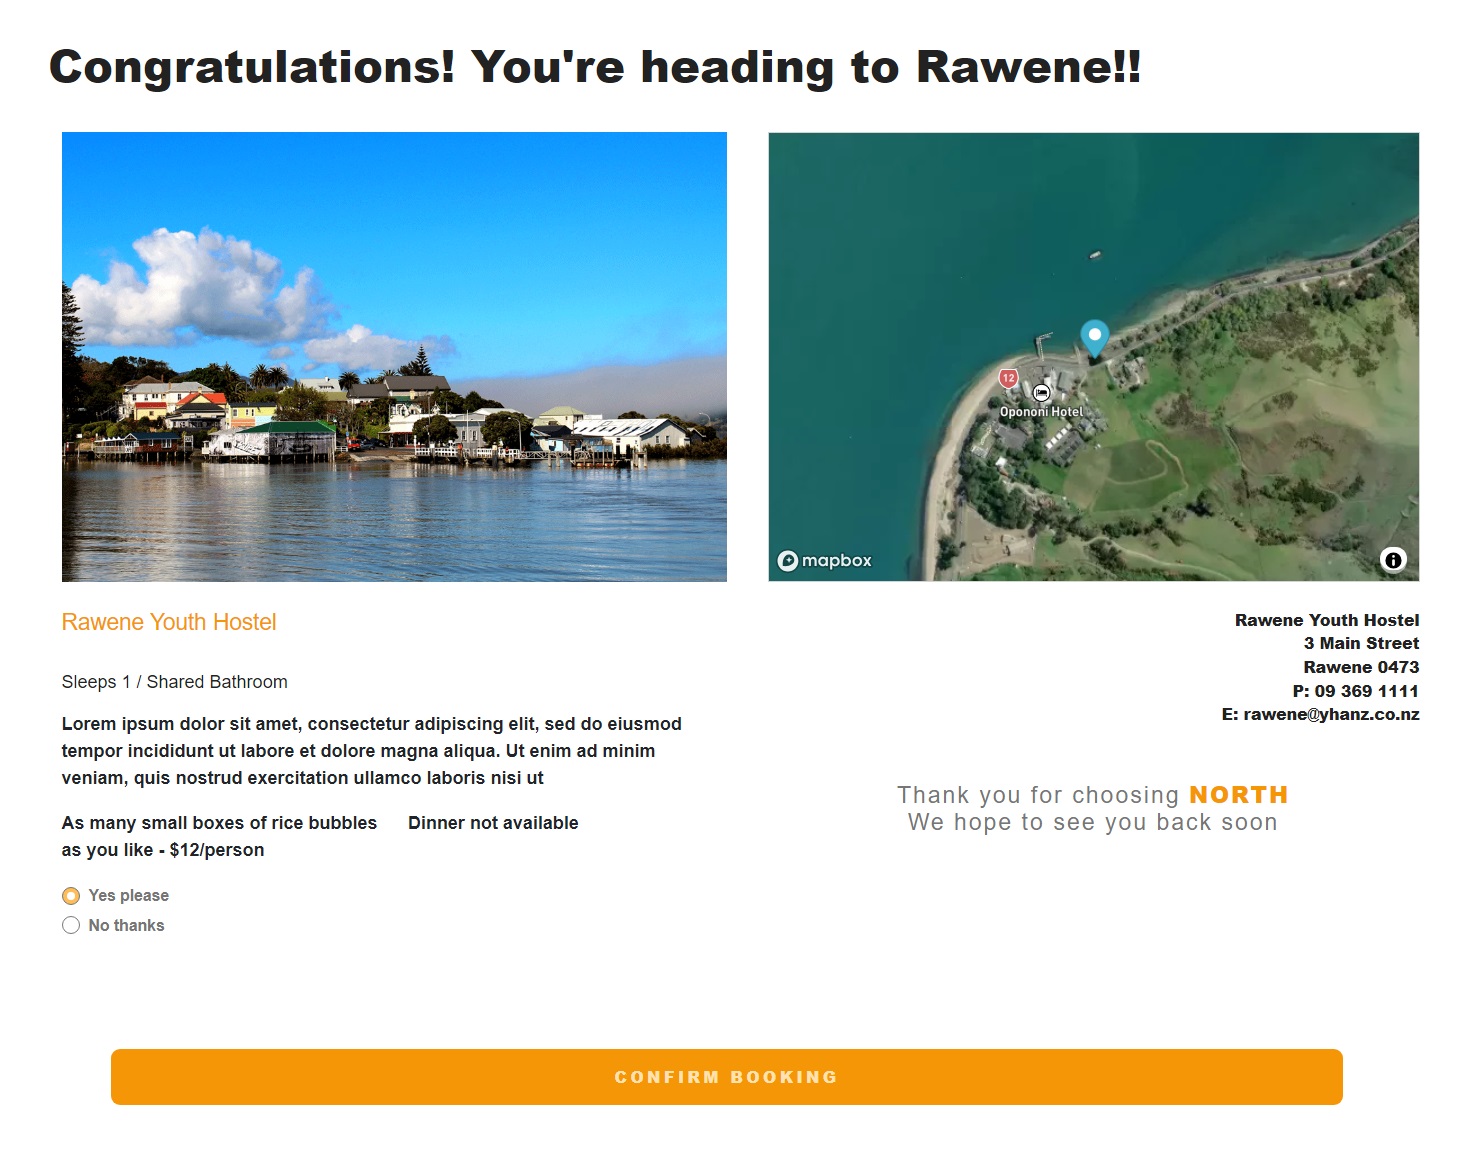 Congratulations! You're heading to Rawene!!
12
Opononi Hotel
mapbox
Rawene Youth Hostel
Sleeps 1 / Shared Bathroom
Lorem ipsum dolor sit amet, consectetur adipiscing elit, sed do eiusmod
tempor incididunt ut labore et dolore magna aliqua. Ut enim ad minim
veniam, quis nostrud exercitation ullamco laboris nisi ut
As many small boxes of rice bubbles
as you like - $12/person
Dinner not available
Yes please
No thanks
Rawene Youth Hostel
3 Main Street
Rawene 0473
P: 09 369 1111
E: rawene@yhanz.co.nz
Thank you for choosing NORTH
We hope to see you back soon
CONFIRM BOOKING